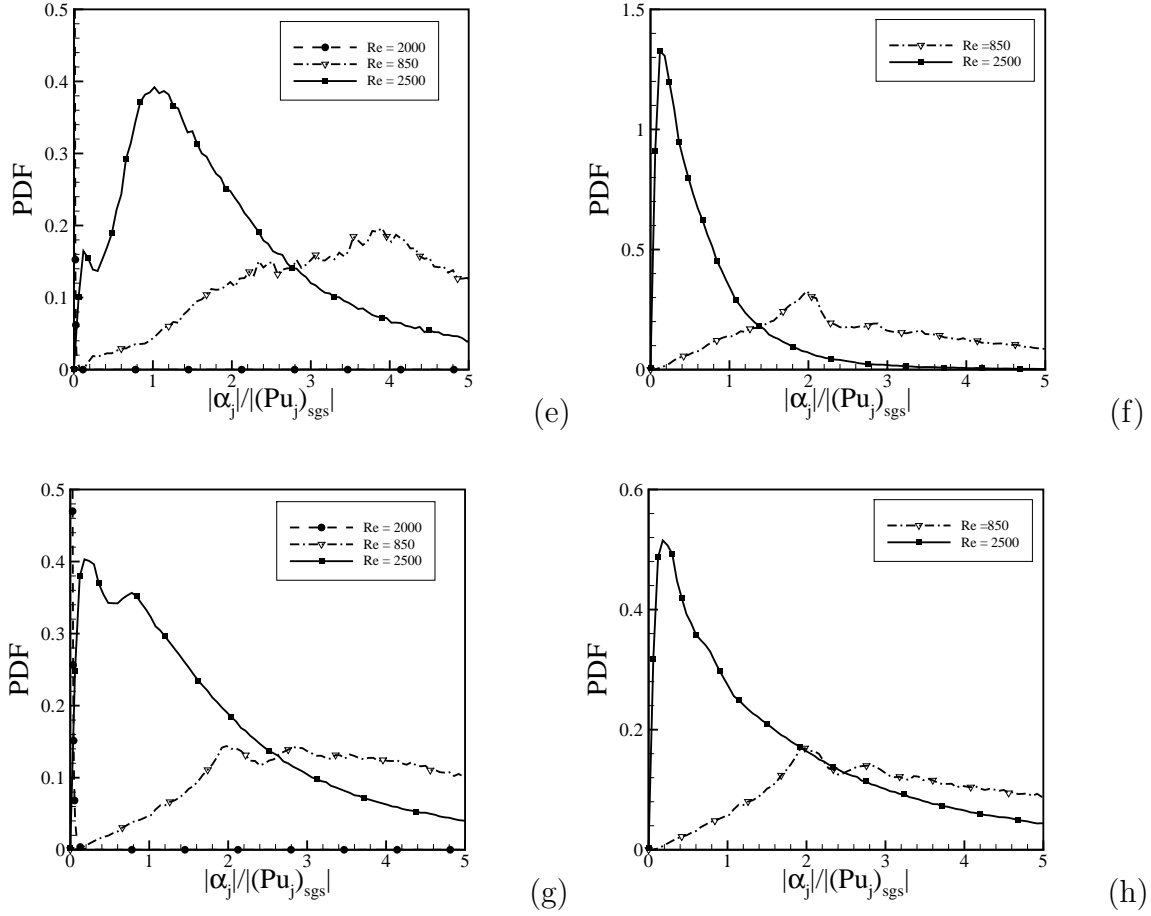 0.5
0.4
0.3
0.2
0.1
0
PDF
Re = 2000
Re = 850
Re = 2500
0 1 2 3 4 5
|α_j|/|(Pu_j)_sgs|
(e)
1.5
1
0.5
0
PDF
Re =850
Re = 2500
0 1 2 3 4 5
|α_j|/|(Pu_j)_sgs|
(f)
0.5
0.4
0.3
0.2
0.1
0
PDF
Re = 2000
Re = 850
Re = 2500
0 1 2 3 4 5
|α_j|/|(Pu_j)_sgs|
(g)
0.6
0.4
0.2
0
PDF
Re =850
Re = 2500
0 1 2 3 4 5
|α_j|/|(Pu_j)_sgs|
(h)